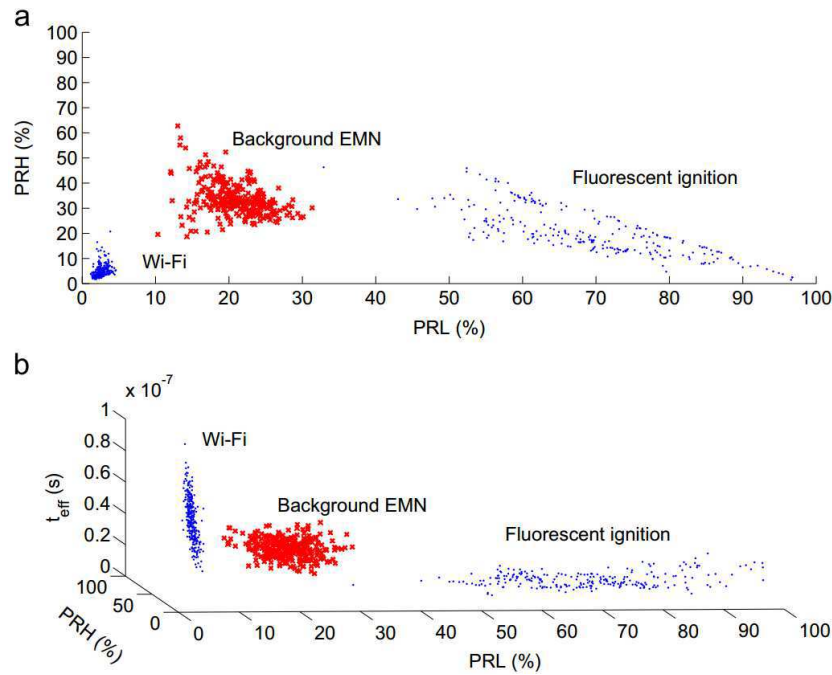 a
100
90
80
70
60
50
40
30
20
10
0
PRH (%)
Background EMN
Fluorescent ignition
Wi-Fi
0 10 20 30 40 50 60 70 80 90 100
PRL (%)
b
x 10-7
1
0.8
0.6
0.4
0.2
0
teff (s)
Wi-Fi
Background EMN
Fluorescent ignition
100
50
0
PRH (%)
0 10 20 30 40 50 60 70 80 90 100
PRL (%)